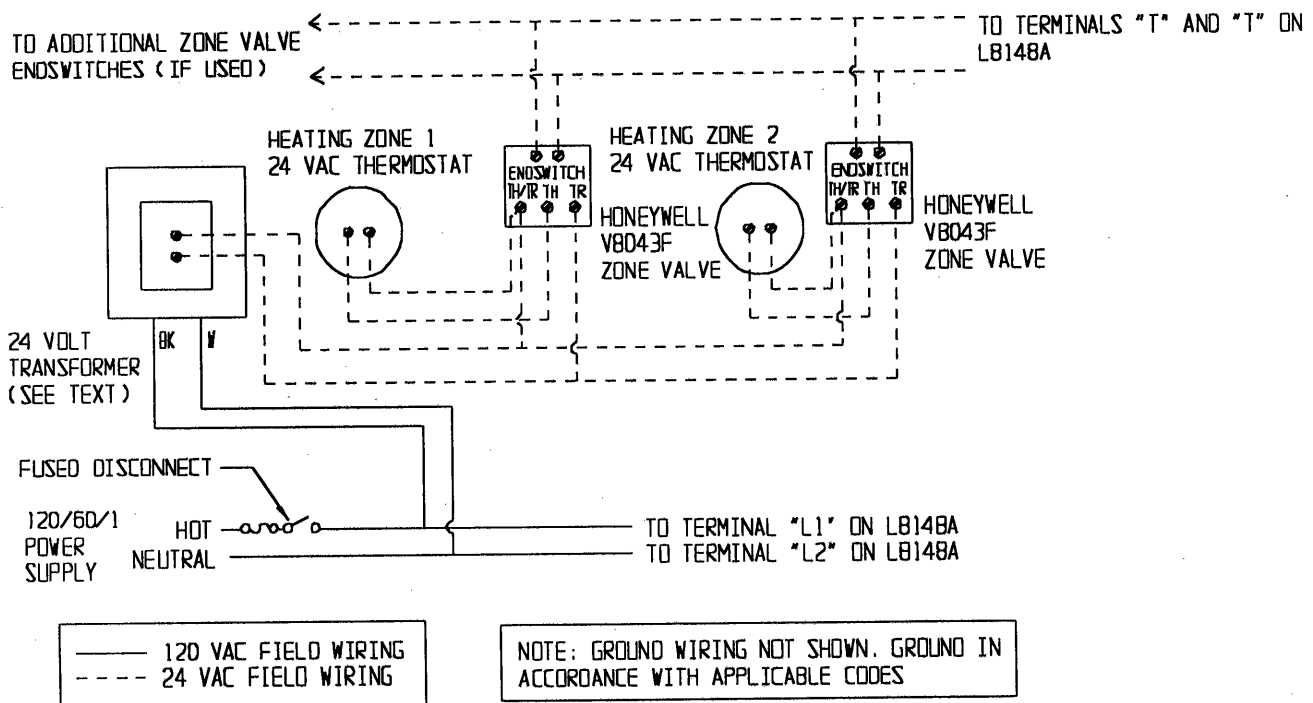 TO ADDITIONAL ZONE VALVE
ENDSWITCHES (IF USED)
TO TERMINALS "T" AND "T" ON
L8148A
HEATING ZONE 1
24 VAC THERMOSTAT
ENDSWITCH
TH/TR TH TR
HONEYWELL
V8043F
ZONE VALVE
HEATING ZONE 2
24 VAC THERMOSTAT
ENDSWITCH
TH/TR TH TR
HONEYWELL
V8043F
ZONE VALVE
24 VOLT
TRANSFORMER
(SEE TEXT)
BK
W
FUSED DISCONNECT
120/60/1
POWER
SUPPLY
HOT
NEUTRAL
TO TERMINAL "L1" ON L8148A
TO TERMINAL "L2" ON L8148A
120 VAC FIELD WIRING
24 VAC FIELD WIRING
NOTE: GROUND WIRING NOT SHOWN. GROUND IN
ACCORDANCE WITH APPLICABLE CODES